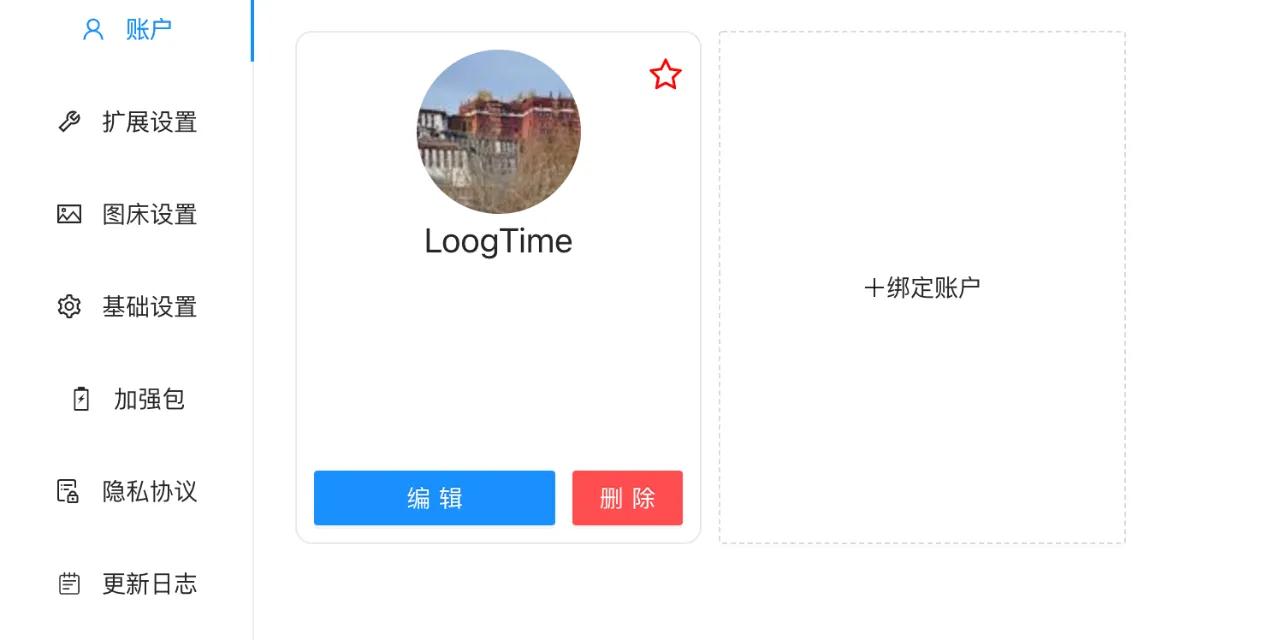 账户
扩展设置
图床设置
基础设置
加强包
隐私协议
更新日志
LoogTime
编辑
删除
+绑定账户